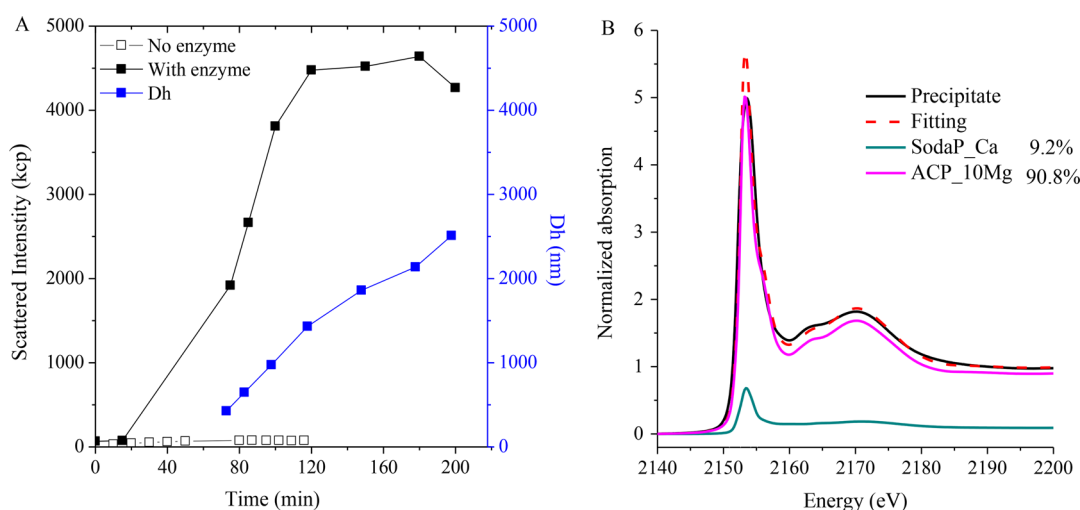 A
5000
4000
3000
2000
1000
0
Scattered Intenstity (kcp)
No enzyme
With enzyme
Dh
5000
4000
3000
2000
1000
0
Dh (nm)
0 40 80 120 160 200
Time (min)
B
6
5
4
3
2
1
0
Normalized absorption
Precipitate
Fitting
SodaP_Ca 9.2%
ACP_10Mg 90.8%
2140 2150 2160 2170 2180 2190 2200
Energy (eV)